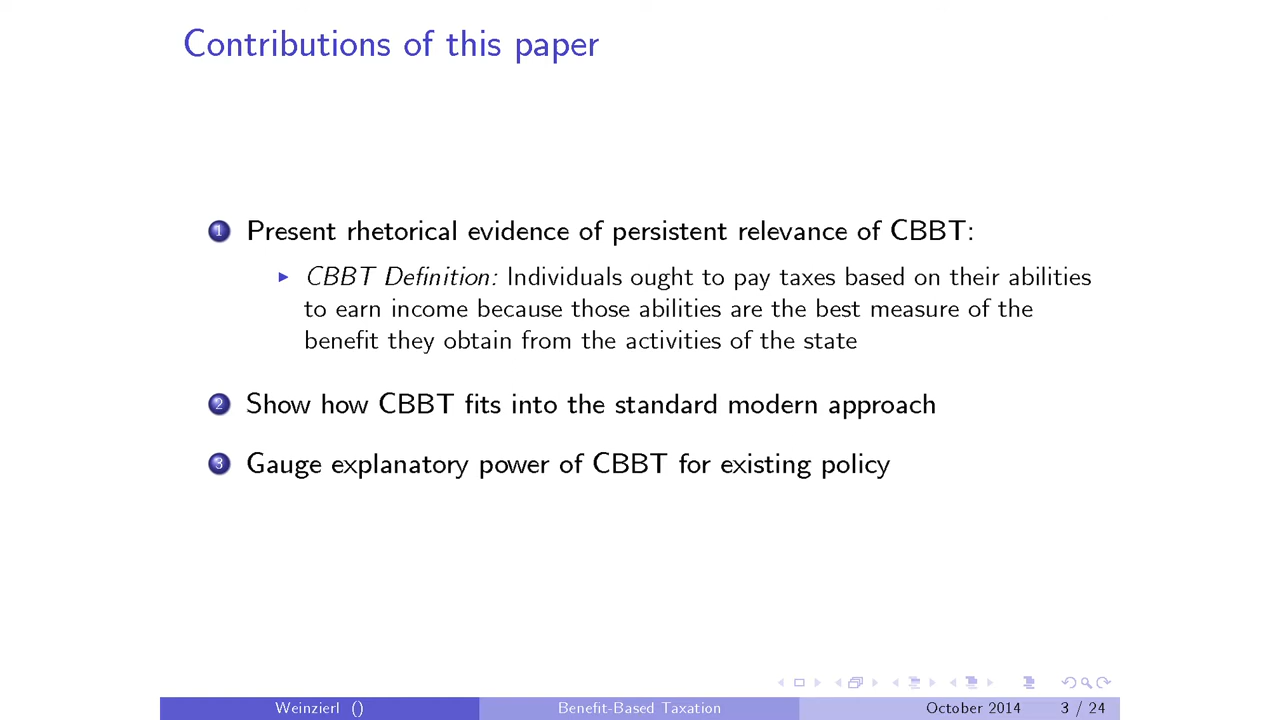 Contributions of this paper
1 Present rhetorical evidence of persistent relevance of CBBT:
CBBT Definition: Individuals ought to pay taxes based on their abilities
to earn income because those abilities are the best measure of the
benefit they obtain from the activities of the state
2 Show how CBBT fits into the standard modern approach
3 Gauge explanatory power of CBBT for existing policy
Weinzierl () Benefit-Based Taxation October 2014 3 / 24